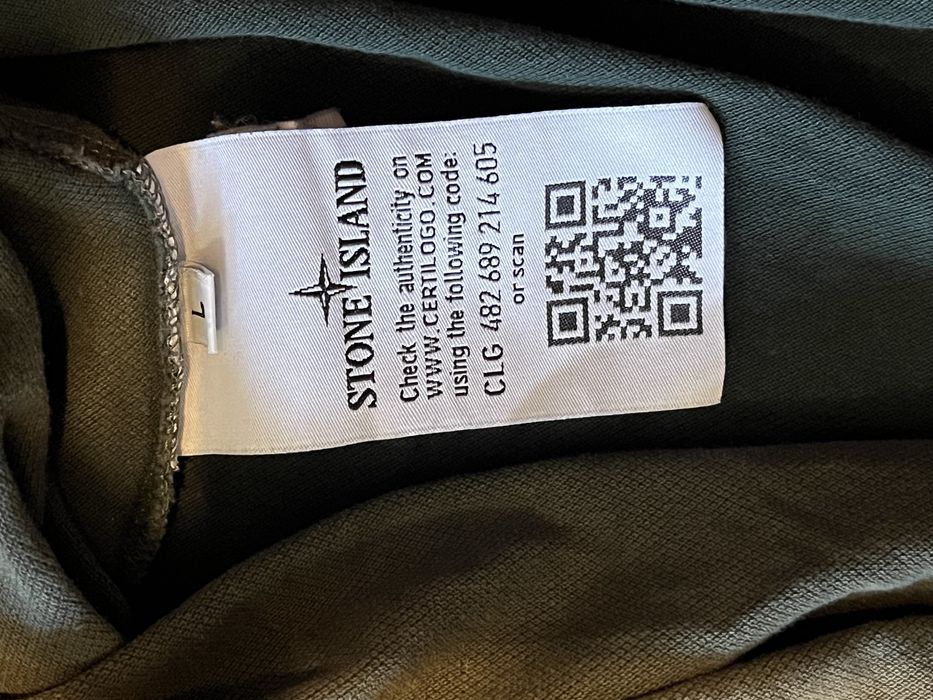 STONE ISLAND
Check the authenticity on
WWW.CERTILOGO.COM
using the following code:
CLG 482 689 214 605
or scan
L